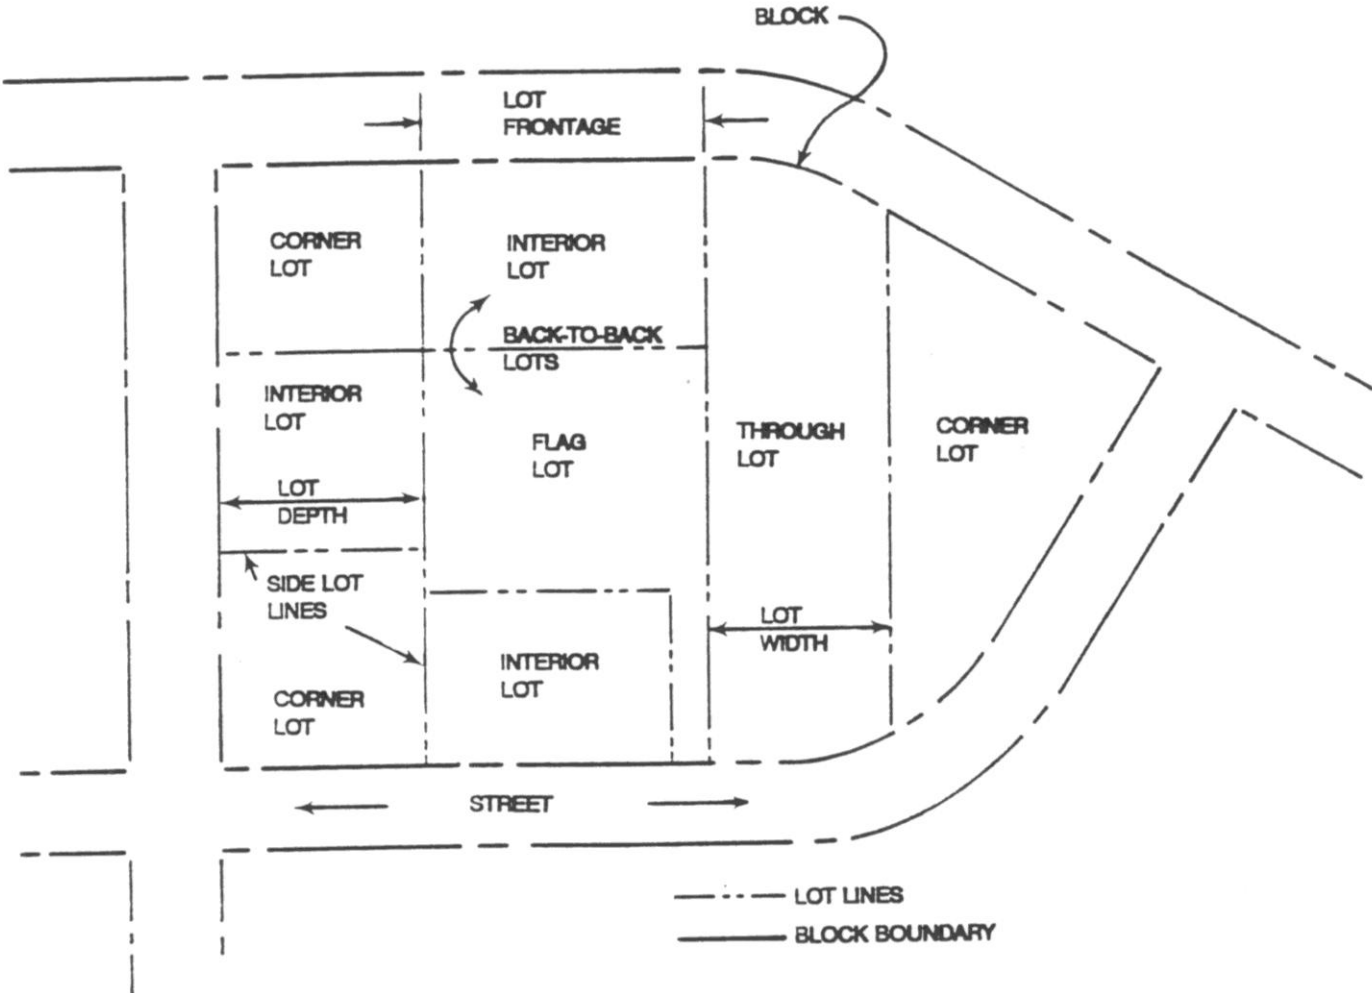 BLOCK
LOT
FRONTAGE
CORNER
LOT
INTERIOR
LOT
BACK-TO-BACK
LOTS
INTERIOR
LOT
FLAG
LOT
THROUGH
LOT
CORNER
LOT
LOT
DEPTH
SIDE LOT
LINES
LOT
WIDTH
INTERIOR
LOT
CORNER
LOT
STREET
LOT LINES
BLOCK BOUNDARY